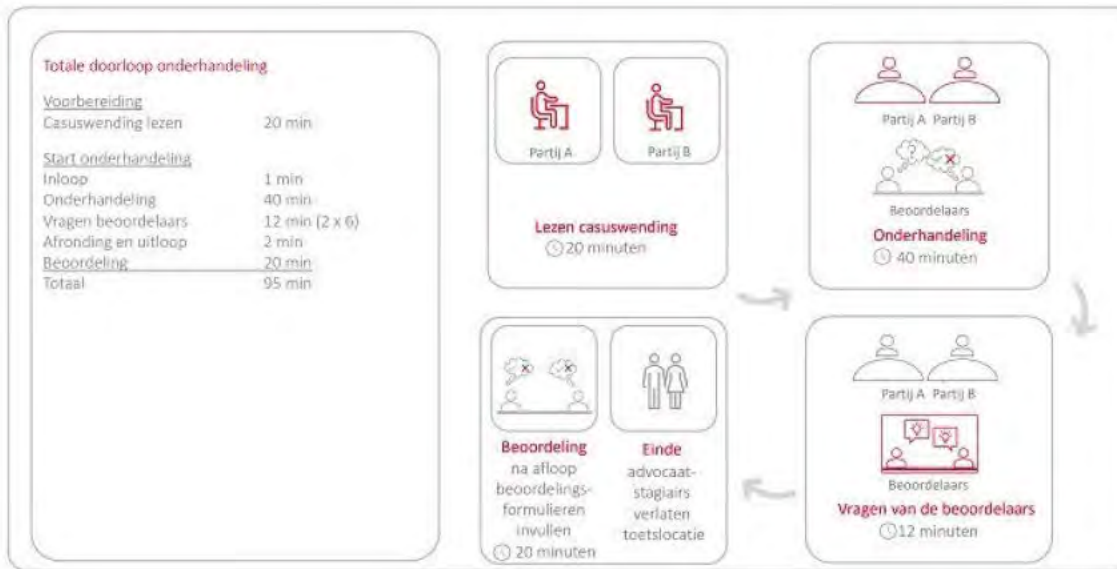 Totale doorloop onderhandeling
Voorbereiding
Casuswending lezen 20 min
Start onderhandeling
Inloop 1 min
Onderhandeling 40 min
Vragen beoordelaars 12 min (2 x 6)
Afronding en uitloop 2 min
Beoordeling 20 min
Totaal 95 min
Partij A Partij B
Lezen casuswending
20 minuten
Partij A Partij B
Beoordelaars
Onderhandeling
40 minuten
Partij A Partij B
Beoordelaars
Vragen van de beoordelaars
12 minuten
Beoordeling
na afloop
beoordelings-
formulieren
invullen
20 minuten
Einde
advocaat-
stagiairs
verlaten
toetslocatie